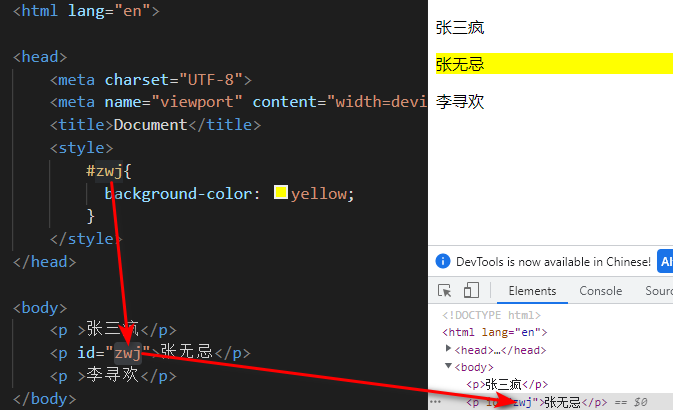 <html lang="en">
<head>
<meta charset="UTF-8">
<meta name="viewport" content="width=devi
<title>Document</title>
<style>
#zwj{
background-color: yellow;
}
</style>
</head>
<body>
<p >张三疯</p>
<p id="zwj">张无忌</p>
<p >李寻欢</p>
</body>
张三疯
张无忌
李寻欢
DevTools is now available in Chinese!
Elements Console Sourc
<!DOCTYPE html>
<html lang="en">
<head>…</head>
<body>
<p>张三疯</p>
<p id="zwj">张无忌</p> == $0